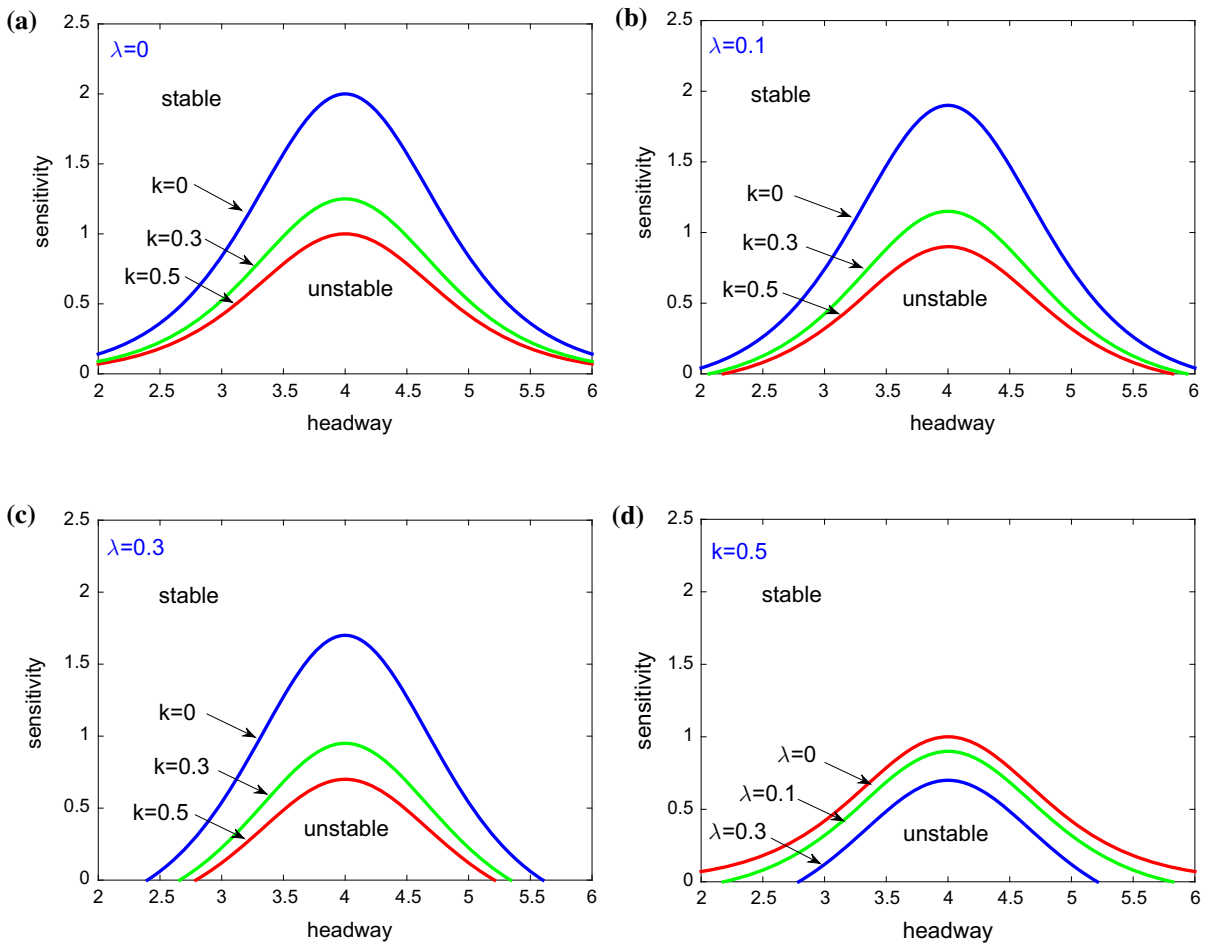 (a)
λ=0
stable
k=0
k=0.3
k=0.5
unstable
sensitivity
headway
0
0.5
1
1.5
2
2.5
2 2.5 3 3.5 4 4.5 5 5.5 6
(b)
λ=0.1
stable
k=0
k=0.3
k=0.5
unstable
sensitivity
headway
0
0.5
1
1.5
2
2.5
2 2.5 3 3.5 4 4.5 5 5.5 6
(c)
λ=0.3
stable
k=0
k=0.3
k=0.5
unstable
sensitivity
headway
0
0.5
1
1.5
2
2.5
2 2.5 3 3.5 4 4.5 5 5.5 6
(d)
k=0.5
stable
λ=0
λ=0.1
λ=0.3
unstable
sensitivity
headway
0
0.5
1
1.5
2
2.5
2 2.5 3 3.5 4 4.5 5 5.5 6